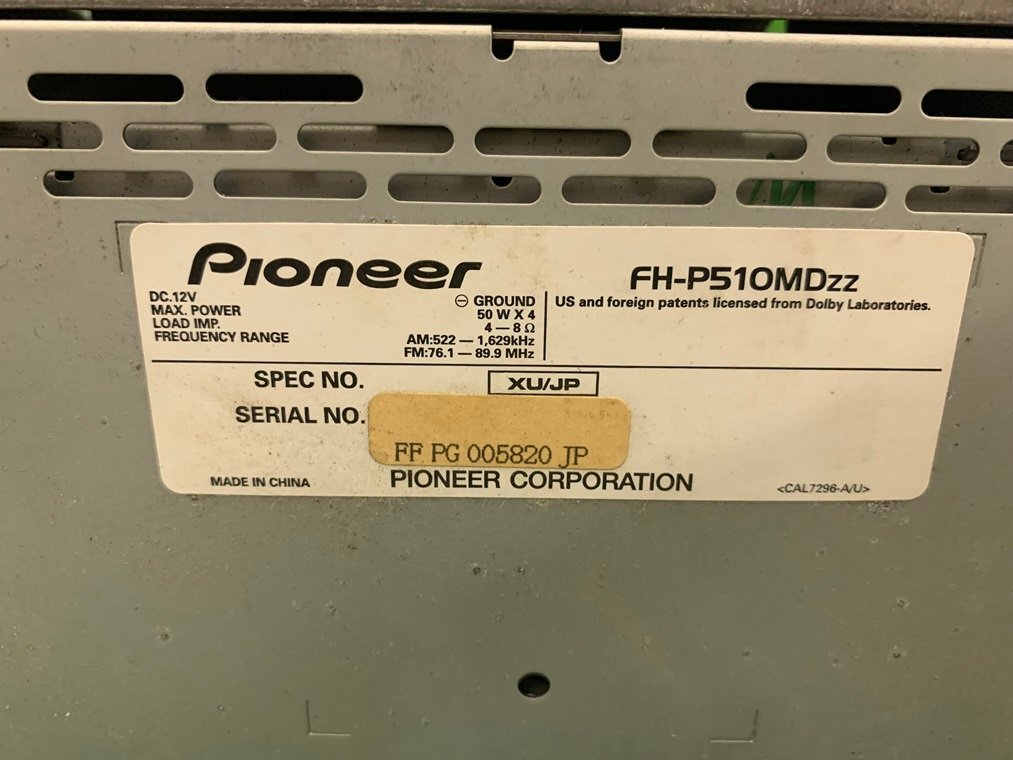 Pioneer
FH-P510MDzz
DC.12V ⊖ GROUND
MAX. POWER 50 W X 4
LOAD IMP. 4 — 8 Ω
FREQUENCY RANGE AM:522 — 1,629kHz
FM:76.1 — 89.9 MHz
US and foreign patents licensed from Dolby Laboratories.
SPEC NO. XU/JP
SERIAL NO. FF PG 005820 JP
MADE IN CHINA PIONEER CORPORATION <CAL7296-A/U>